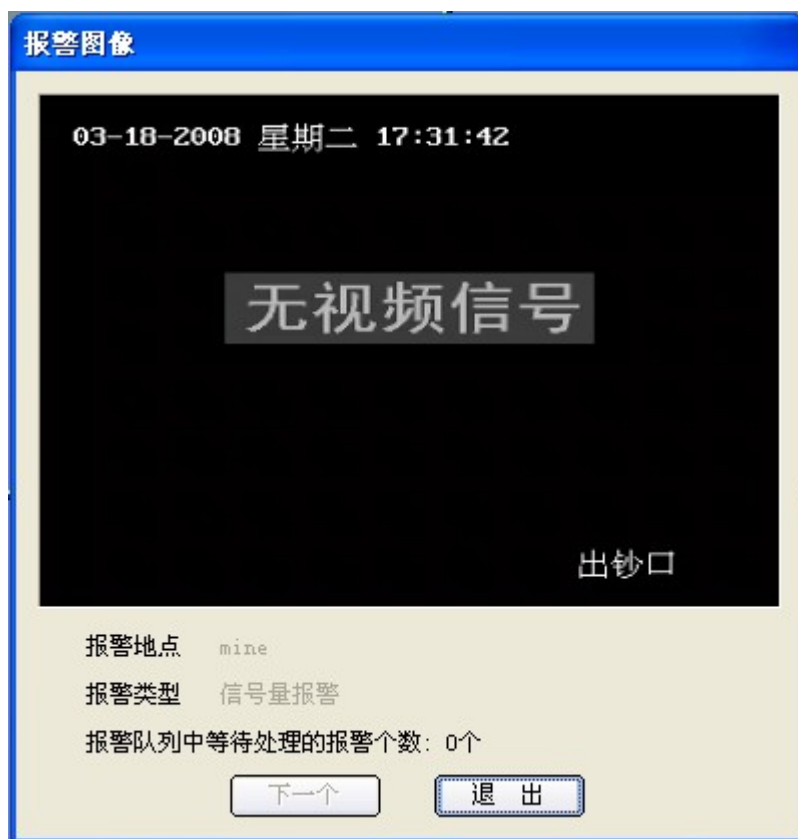 报警图像
03-18-2008 星期二 17:31:42
无视频信号
出钞口
报警地点 mine
报警类型 信号量报警
报警队列中等待处理的报警个数: 0个
下一个 退 出